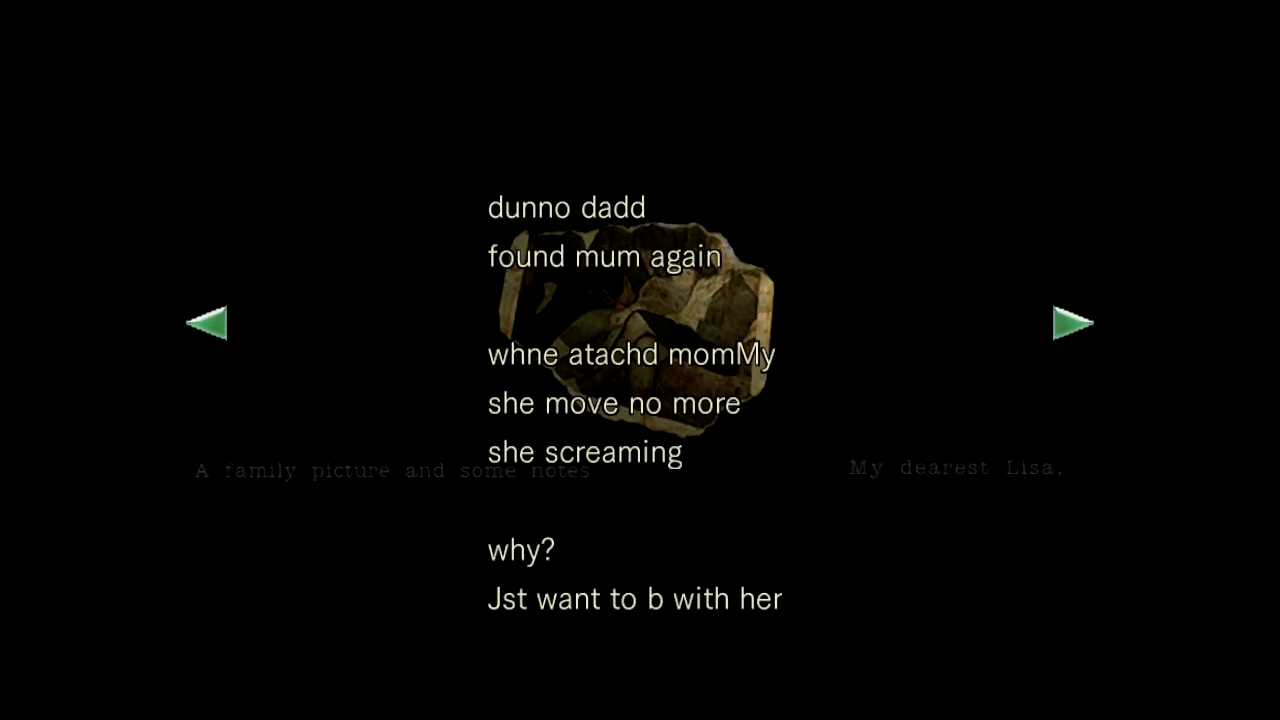 dunno dadd
found mum again
whne atachd momMy
she move no more
she screaming
A family picture and some notes
My dearest Lisa,
why?
Jst want to b with her